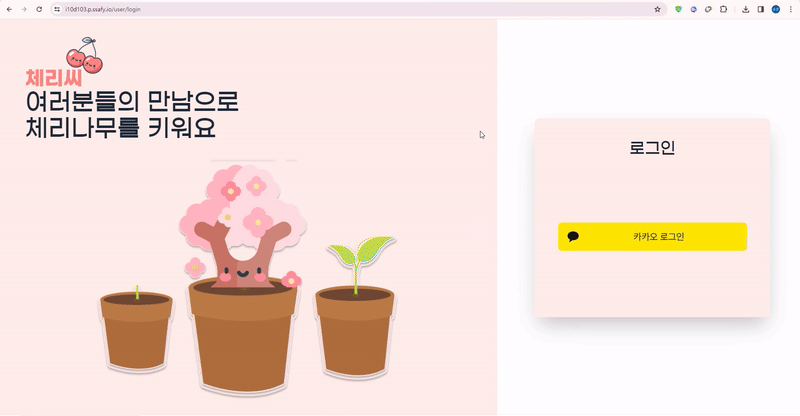 i10d103.p.ssafy.io/user/login
체리씨
여러분들의 만남으로
체리나무를 키워요
로그인
카카오 로그인